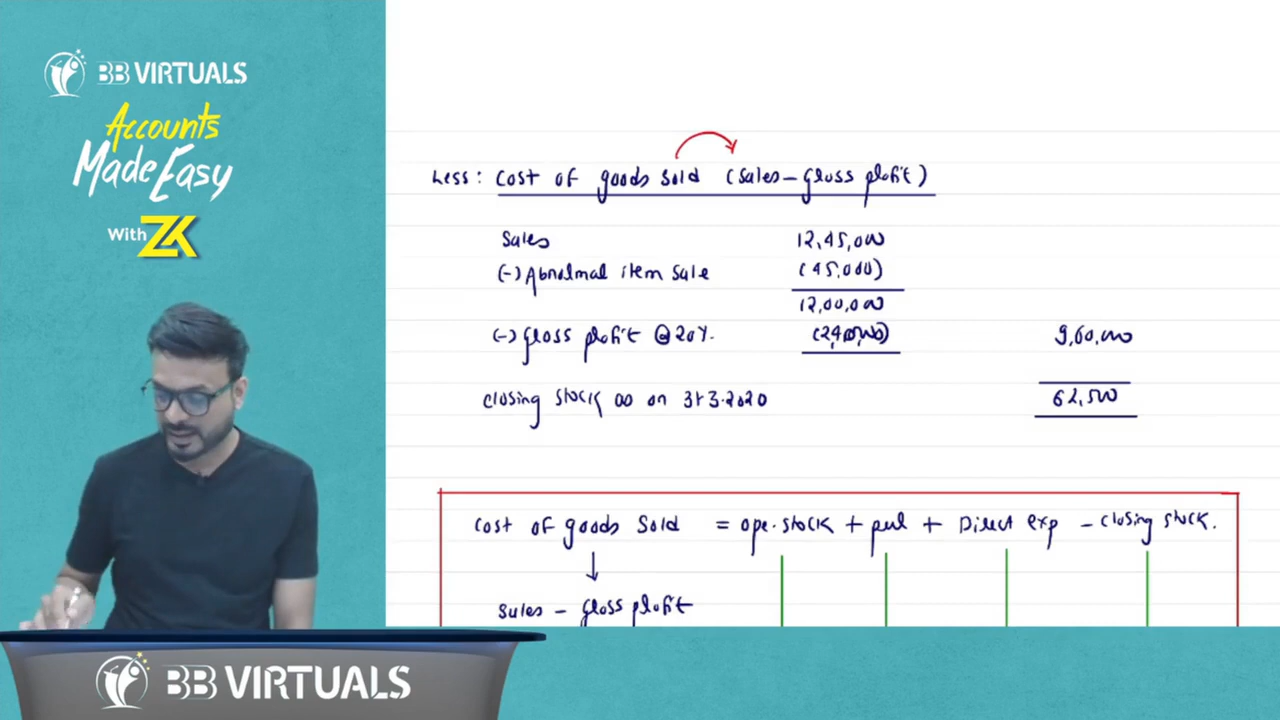 BB VIRTUALS
Accounts
Made Easy
With ZK
Less: Cost of goods sold (Sales - Gross profit)
Sales 12,45,000
(-) Abnormal item sale (45,000)
12,00,000
(-) Gross profit @20%. (2,40,000) 9,60,000
closing stock as on 31.3.2020 62,500
Cost of goods Sold = ope. stock + pur + Direct exp - closing stock.
Sales - Gross profit
BB VIRTUALS